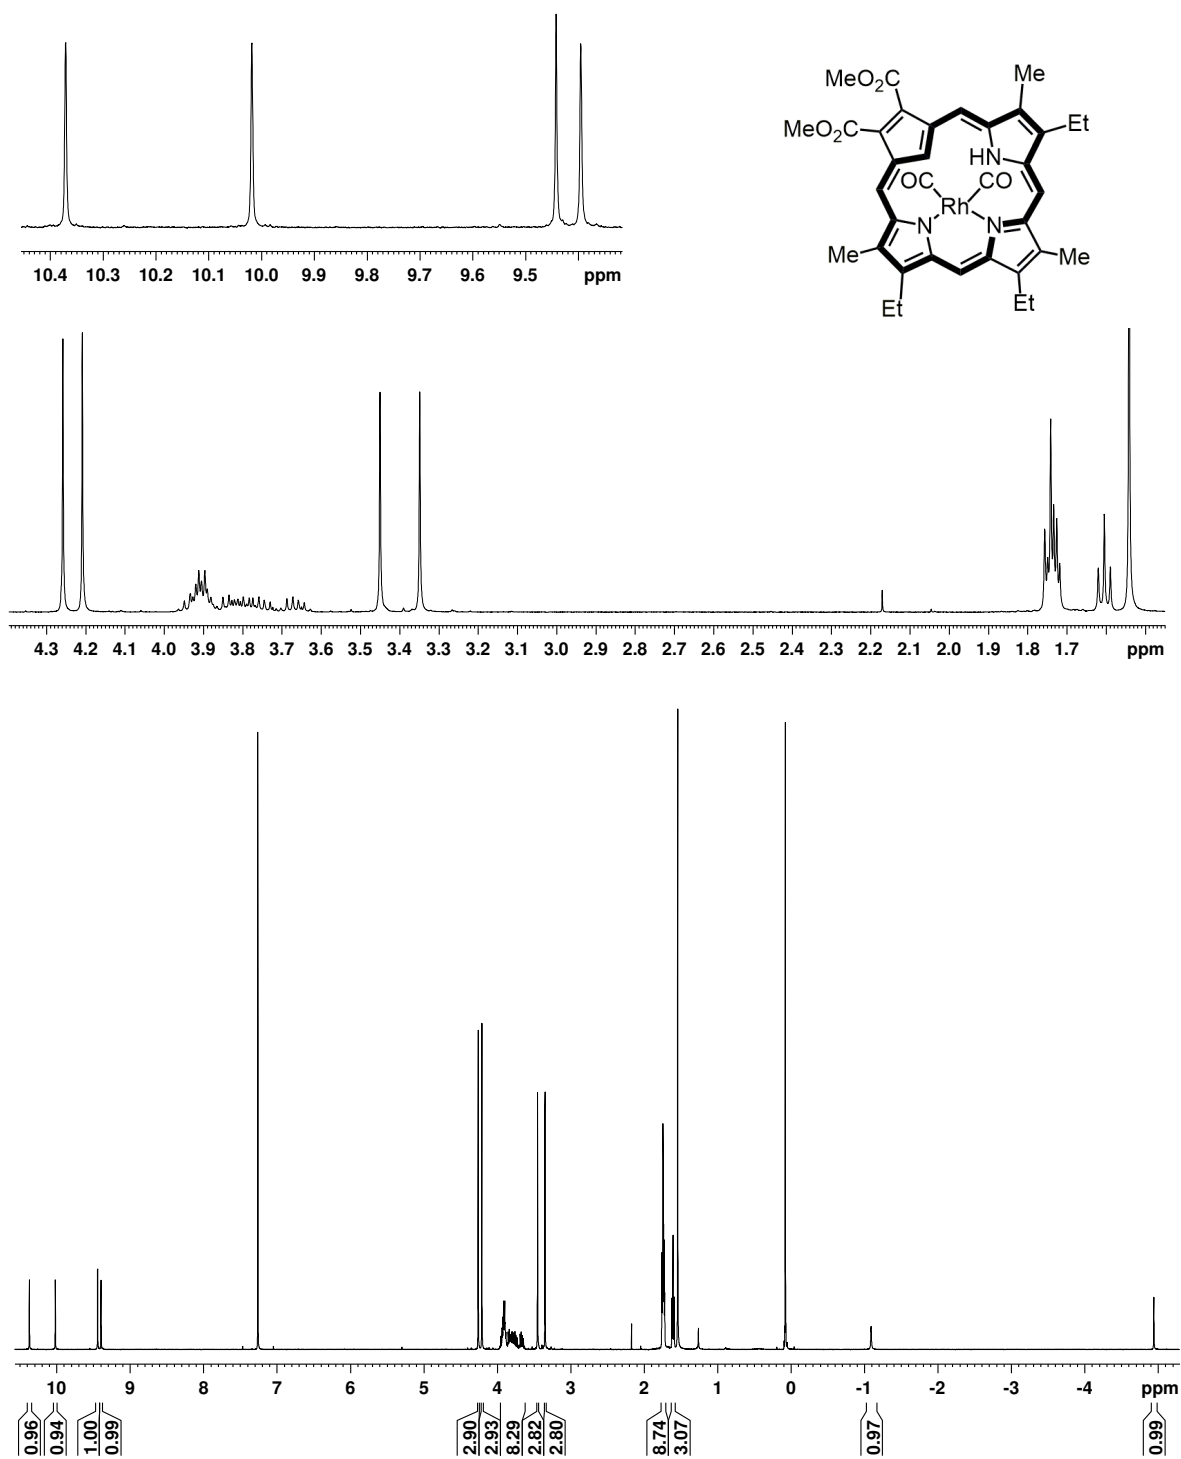 MeO2C
Me
MeO2C
Et
HN
OC
CO
Rh
N
N
Me
Me
Et
Et
10.4 10.3 10.2 10.1 10.0 9.9 9.8 9.7 9.6 9.5 ppm
4.3 4.2 4.1 4.0 3.9 3.8 3.7 3.6 3.5 3.4 3.3 3.2 3.1 3.0 2.9 2.8 2.7 2.6 2.5 2.4 2.3 2.2 2.1 2.0 1.9 1.8 1.7 ppm
10 9 8 7 6 5 4 3 2 1 0 -1 -2 -3 -4 ppm
0.96 0.94 1.00 0.99 2.90 2.93 8.29 2.82 2.80 8.74 3.07 0.97 0.99